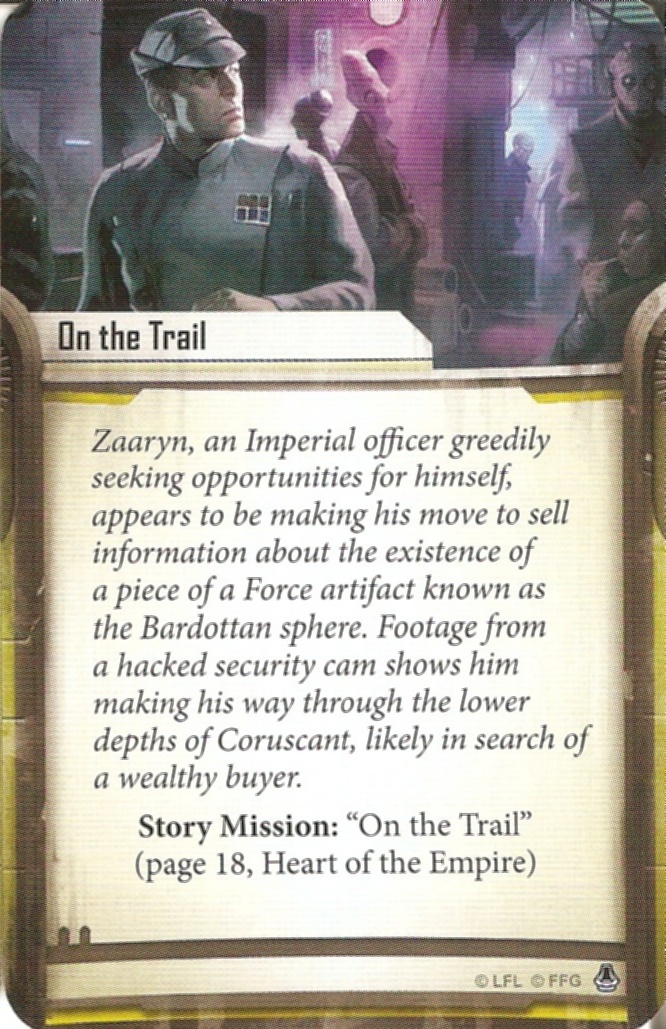 On the Trail
Zaaryn, an Imperial officer greedily
seeking opportunities for himself,
appears to be making his move to sell
information about the existence of
a piece of a Force artifact known as
the Bardottan sphere. Footage from
a hacked security cam shows him
making his way through the lower
depths of Coruscant, likely in search of
a wealthy buyer.
Story Mission: “On the Trail”
(page 18, Heart of the Empire)
© LFL © FFG